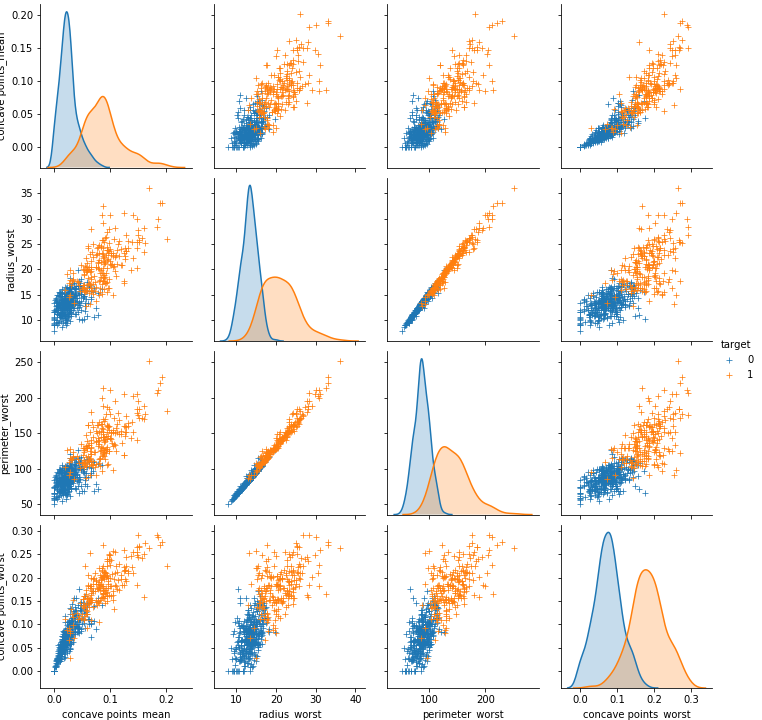 0.20
0.15
0.10
0.05
0.00
concave points_mean
35
30
25
20
15
10
radius_worst
target
0
1
250
200
150
100
50
perimeter_worst
0.30
0.25
0.20
0.15
0.10
0.05
0.00
concave points_worst
0.0 0.1 0.2
10 20 30 40
100 200
0.0 0.1 0.2 0.3
concave points_mean
radius_worst
perimeter_worst
concave points_worst